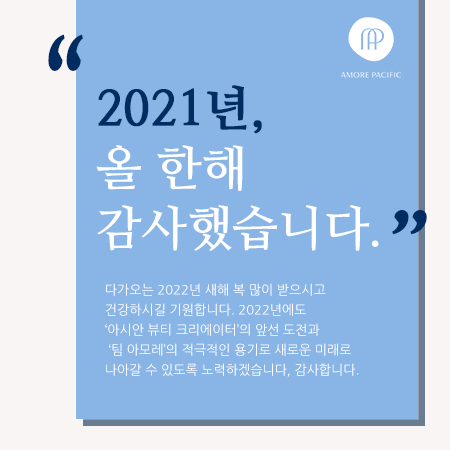 “
AMORE PACIFIC
2021년,
올 한해
감사했습니다.
”
다가오는 2022년 새해 복 많이 받으시고
건강하시길 기원합니다. 2022년에도
‘아시안 뷰티 크리에이터’의 앞선 도전과
‘팀 아모레’의 적극적인 용기로 새로운 미래로
나아갈 수 있도록 노력하겠습니다, 감사합니다.